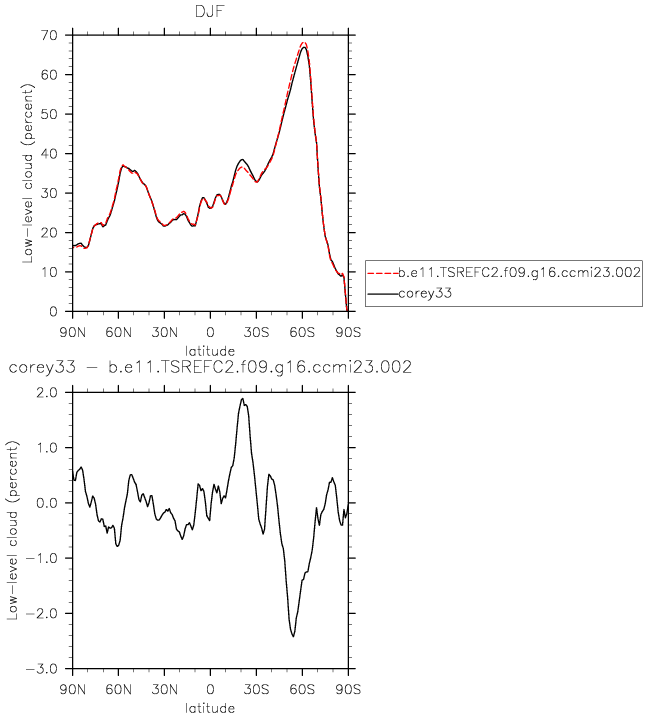 DJF
70
60
50
40
30
20
10
0
Low-level cloud (percent)
90N 60N 30N 0 30S 60S 90S
latitude
b.e11.TSREFC2.f09.g16.ccmi23.002
corey33
corey33 - b.e11.TSREFC2.f09.g16.ccmi23.002
2.0
1.0
0.0
-1.0
-2.0
-3.0
Low-level cloud (percent)
90N 60N 30N 0 30S 60S 90S
latitude